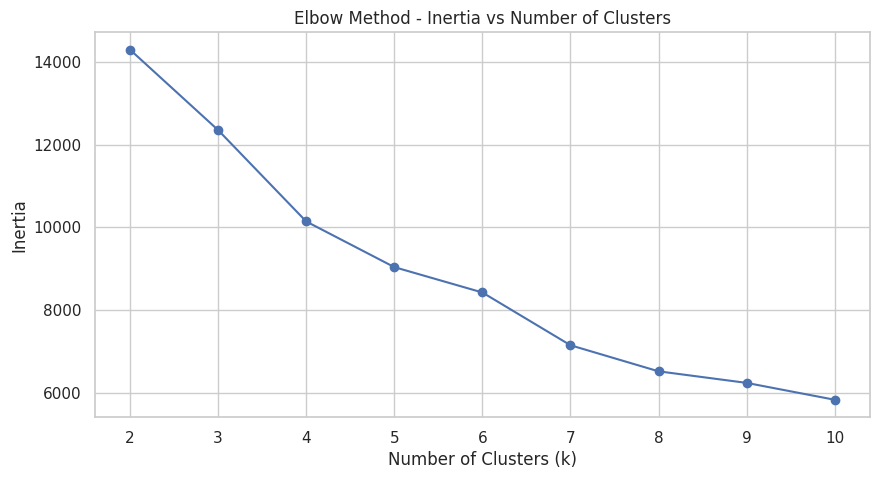 Elbow Method - Inertia vs Number of Clusters
14000
12000
10000
8000
6000
Inertia
2 3 4 5 6 7 8 9 10
Number of Clusters (k)